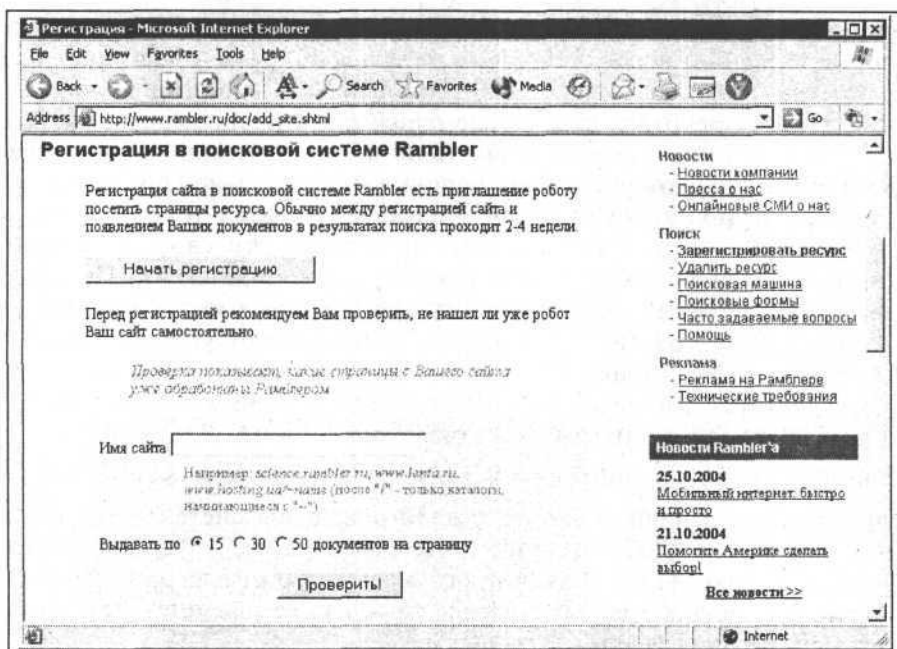 Регистрация - Microsoft Internet Explorer
File Edit View Favorites Tools Help
Back Search Favorites Media
Address http://www.rambler.ru/doc/add_site.shtml Go
Регистрация в поисковой системе Rambler
Регистрация сайта в поисковой системе Rambler есть приглашение роботу
посетить страницы ресурса. Обычно между регистрацией сайта и
появлением Ваших документов в результатах поиска проходит 2-4 недели.
Начать регистрацию
Перед регистрацией рекомендуем Вам проверить, не нашел ли уже робот
Ваш сайт самостоятельно.
Проверка показывает, какие страницы с Вашего сайта
уже обработаны Рамблером
Имя сайта
Например: science.rambler.ru, www.lenta.ru,
www.hosting.ua/~name (после "/" - только каталоги,
начинающиеся с "~")
Выдавать по 15 30 50 документов на страницу
Проверить!
Новости
- Новости компании
- Пресса о нас
- Онлайновые СМИ о нас
Поиск
- Зарегистрировать ресурс
- Удалить ресурс
- Поисковая машина
- Поисковые формы
- Часто задаваемые вопросы
- Помощь
Реклама
- Реклама на Рамблере
- Технические требования
Новости Rambler'а
25.10.2004
Мобильный интернет: быстро
и просто
21.10.2004
Помогите Америке сделать
выбор!
Все новости >>
Internet